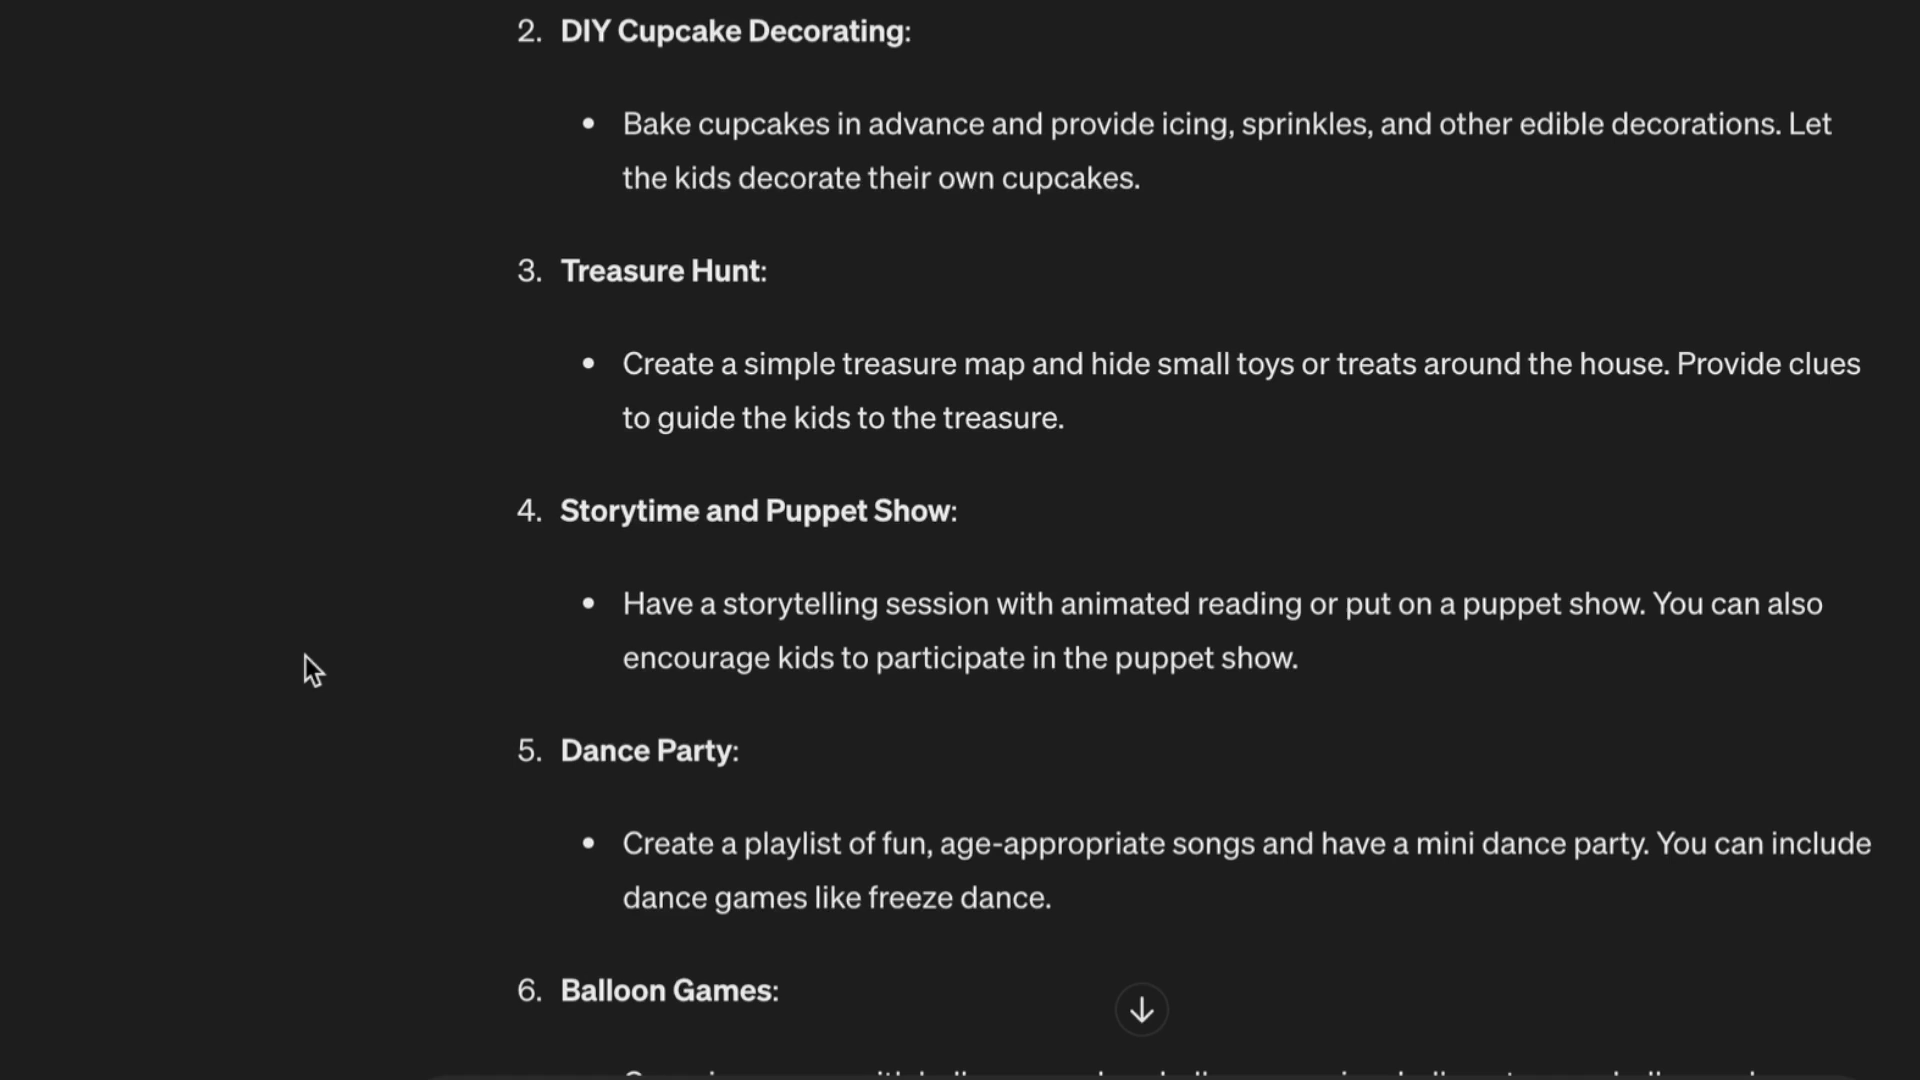 2. DIY Cupcake Decorating:
• Bake cupcakes in advance and provide icing, sprinkles, and other edible decorations. Let
the kids decorate their own cupcakes.
3. Treasure Hunt:
• Create a simple treasure map and hide small toys or treats around the house. Provide clues
to guide the kids to the treasure.
4. Storytime and Puppet Show:
• Have a storytelling session with animated reading or put on a puppet show. You can also
encourage kids to participate in the puppet show.
5. Dance Party:
• Create a playlist of fun, age-appropriate songs and have a mini dance party. You can include
dance games like freeze dance.
6. Balloon Games: